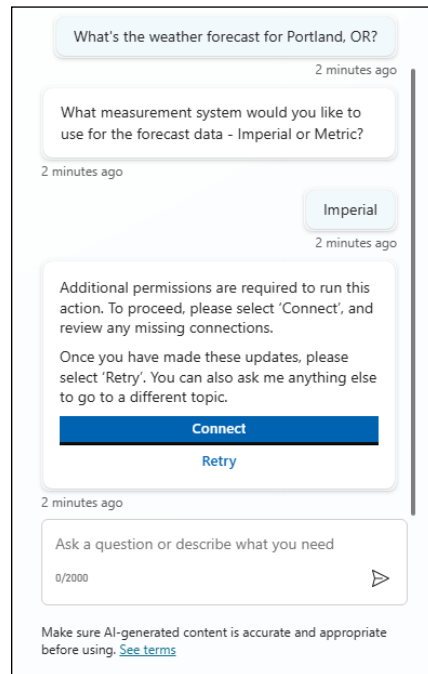 What's the weather forecast for Portland, OR?
2 minutes ago
What measurement system would you like to
use for the forecast data - Imperial or Metric?
2 minutes ago
Imperial
2 minutes ago
Additional permissions are required to run this
action. To proceed, please select ‘Connect’, and
review any missing connections.
Once you have made these updates, please
select ‘Retry’. You can also ask me anything else
to go to a different topic.
Connect
Retry
2 minutes ago
Ask a question or describe what you need
0/2000
Make sure AI-generated content is accurate and appropriate
before using. See terms